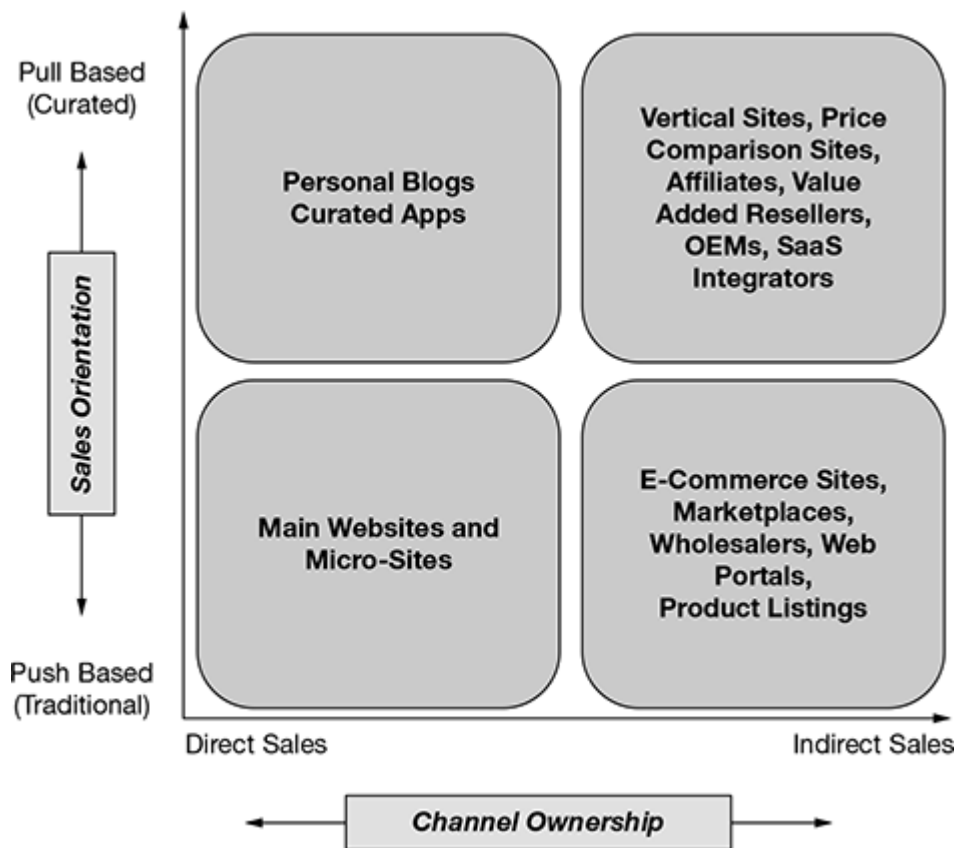 Pull Based
(Curated)
Personal Blogs
Curated Apps
Vertical Sites, Price
Comparison Sites,
Affiliates, Value
Added Resellers,
OEMs, SaaS
Integrators
Sales Orientation
Main Websites and
Micro-Sites
E-Commerce Sites,
Marketplaces,
Wholesalers, Web
Portals,
Product Listings
Push Based
(Traditional)
Direct Sales
Indirect Sales
Channel Ownership